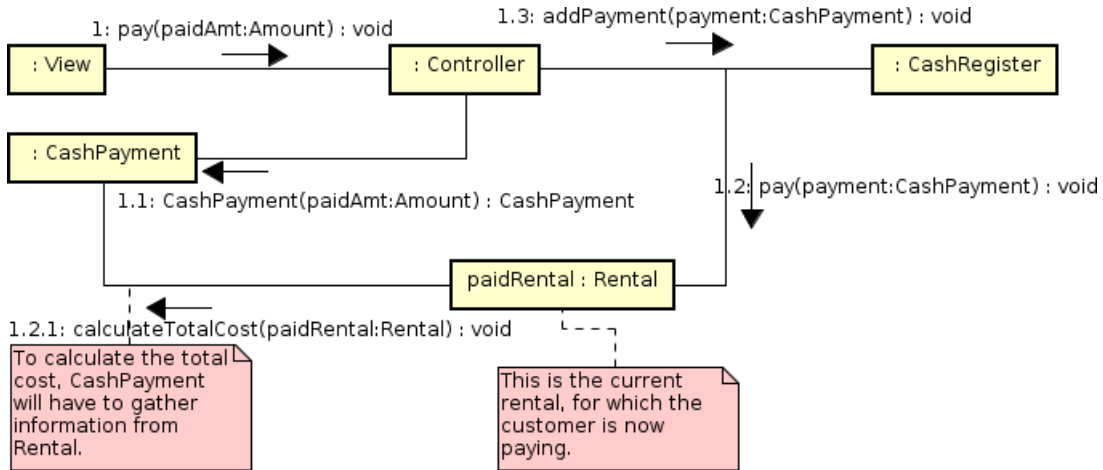 1: pay(paidAmt:Amount) : void
1.3: addPayment(payment:CashPayment) : void
: View
: Controller
: CashRegister
: CashPayment
1.1: CashPayment(paidAmt:Amount) : CashPayment
1.2: pay(payment:CashPayment) : void
paidRental : Rental
1.2.1: calculateTotalCost(paidRental:Rental) : void
To calculate the total
cost, CashPayment
will have to gather
information from
Rental.
This is the current
rental, for which the
customer is now
paying.